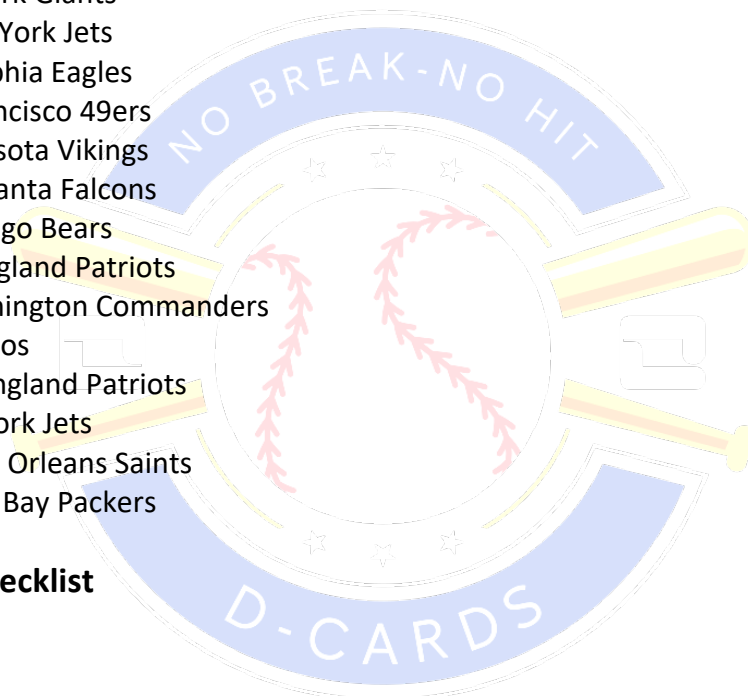 York Jets
phia Eagles
ncisco 49ers
sota Vikings
anta Falcons
go Bears
gland Patriots
ington Commanders
os
ngland Patriots
ork Jets
Orleans Saints
Bay Packers
ecklist
NO BREAK-NO HIT
D-CARDS